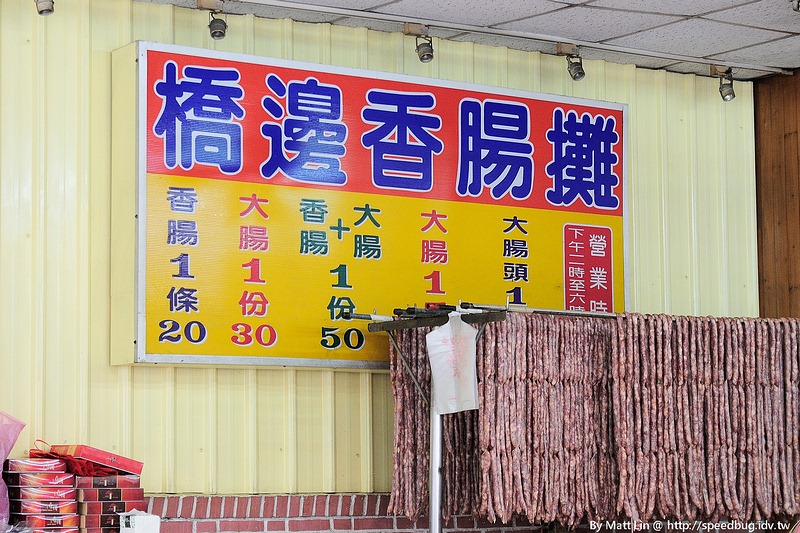 橋邊香腸攤
香腸1條20
大腸1份30
香腸+大腸1份50
大腸1
大腸頭1
營業時
下午二時至六時
By Matt Lin @ http://speedbug.idv.tw